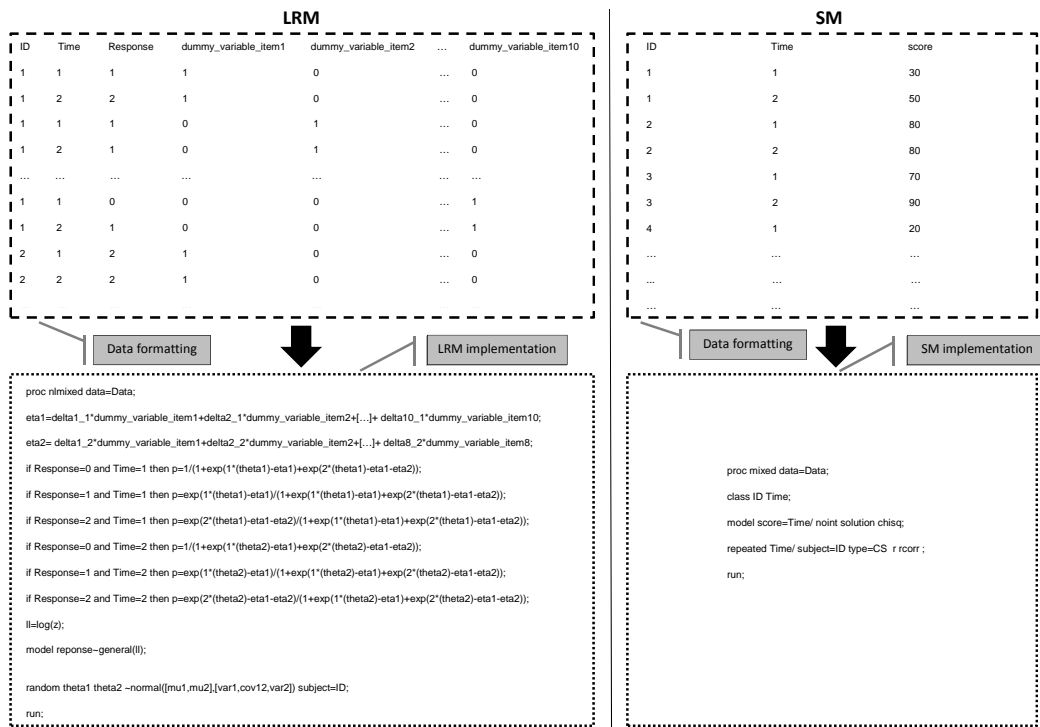 LRM
ID Time Response dummy_variable_item1 dummy_variable_item2 … dummy_variable_item10
1 1 1 1 0 … 0
1 2 2 1 0 … 0
1 1 1 0 1 … 0
1 2 1 0 1 … 0
… … … … … … …
1 1 0 0 0 … 1
1 2 1 0 0 … 1
2 1 2 1 0 … 0
2 2 2 1 0 … 0
Data formatting
LRM implementation
proc nlmixed data=Data;
eta1=delta1_1*dummy_variable_item1+delta2_1*dummy_variable_item2+[…]+ delta10_1*dummy_variable_item10;
eta2= delta1_2*dummy_variable_item1+delta2_2*dummy_variable_item2+[…]+ delta8_2*dummy_variable_item8;
if Response=0 and Time=1 then p=1/(1+exp(1*(theta1)-eta1)+exp(2*(theta1)-eta1-eta2));
if Response=1 and Time=1 then p=exp(1*(theta1)-eta1)/(1+exp(1*(theta1)-eta1)+exp(2*(theta1)-eta1-eta2));
if Response=2 and Time=1 then p=exp(2*(theta1)-eta1-eta2)/(1+exp(1*(theta1)-eta1)+exp(2*(theta1)-eta1-eta2));
if Response=0 and Time=2 then p=1/(1+exp(1*(theta2)-eta1)+exp(2*(theta2)-eta1-eta2));
if Response=1 and Time=2 then p=exp(1*(theta2)-eta1)/(1+exp(1*(theta2)-eta1)+exp(2*(theta2)-eta1-eta2));
if Response=2 and Time=2 then p=exp(2*(theta2)-eta1-eta2)/(1+exp(1*(theta2)-eta1)+exp(2*(theta2)-eta1-eta2));
ll=log(z);
model reponse~general(ll);
random theta1 theta2 ~normal([mu1,mu2],[var1,cov12,var2]) subject=ID;
run;
SM
ID Time score
1 1 30
1 2 50
2 1 80
2 2 80
3 1 70
3 2 90
4 1 20
… … …
... … …
… … …
Data formatting
SM implementation
proc mixed data=Data;
class ID Time;
model score=Time/ noint solution chisq;
repeated Time/ subject=ID type=CS r rcorr ;
run;